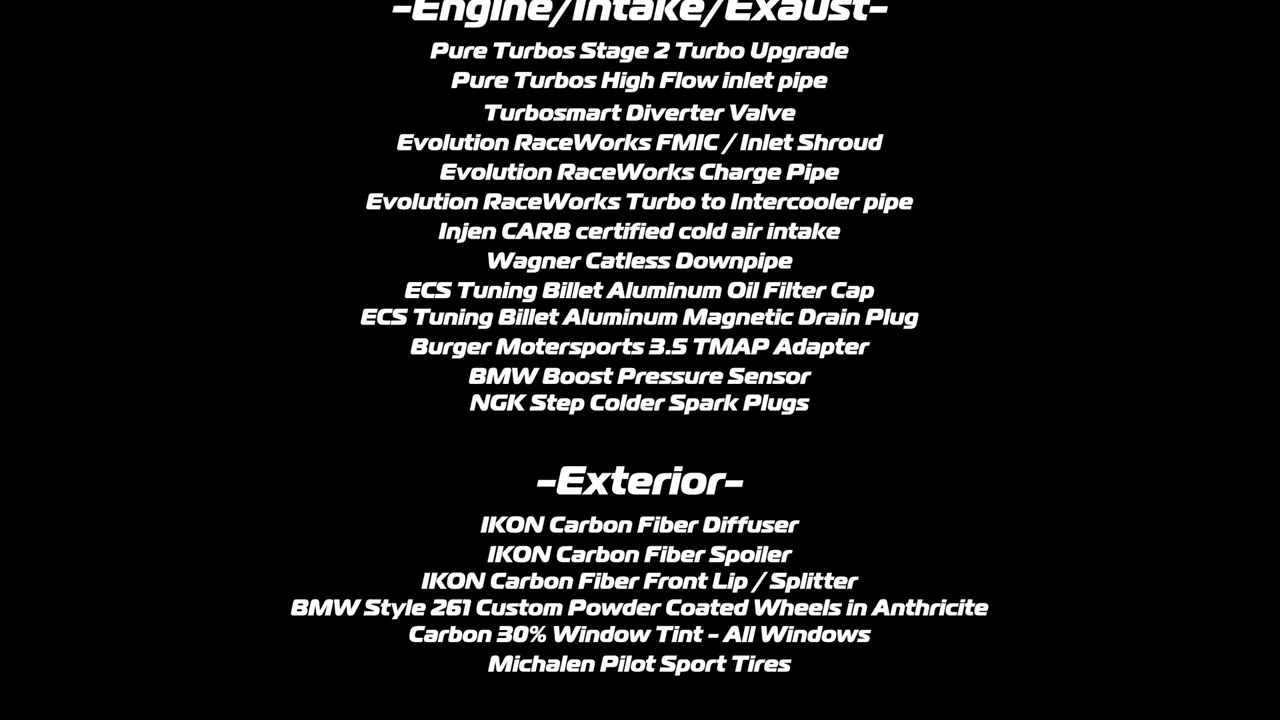 -Engine/Intake/Exaust-
Pure Turbos Stage 2 Turbo Upgrade
Pure Turbos High Flow inlet pipe
Turbosmart Diverter Valve
Evolution RaceWorks FMIC / Inlet Shroud
Evolution RaceWorks Charge Pipe
Evolution RaceWorks Turbo to Intercooler pipe
Injen CARB certified cold air intake
Wagner Catless Downpipe
ECS Tuning Billet Aluminum Oil Filter Cap
ECS Tuning Billet Aluminum Magnetic Drain Plug
Burger Motersports 3.5 TMAP Adapter
BMW Boost Pressure Sensor
NGK Step Colder Spark Plugs
-Exterior-
IKON Carbon Fiber Diffuser
IKON Carbon Fiber Spoiler
IKON Carbon Fiber Front Lip / Splitter
BMW Style 261 Custom Powder Coated Wheels in Anthricite
Carbon 30% Window Tint - All Windows
Michalen Pilot Sport Tires